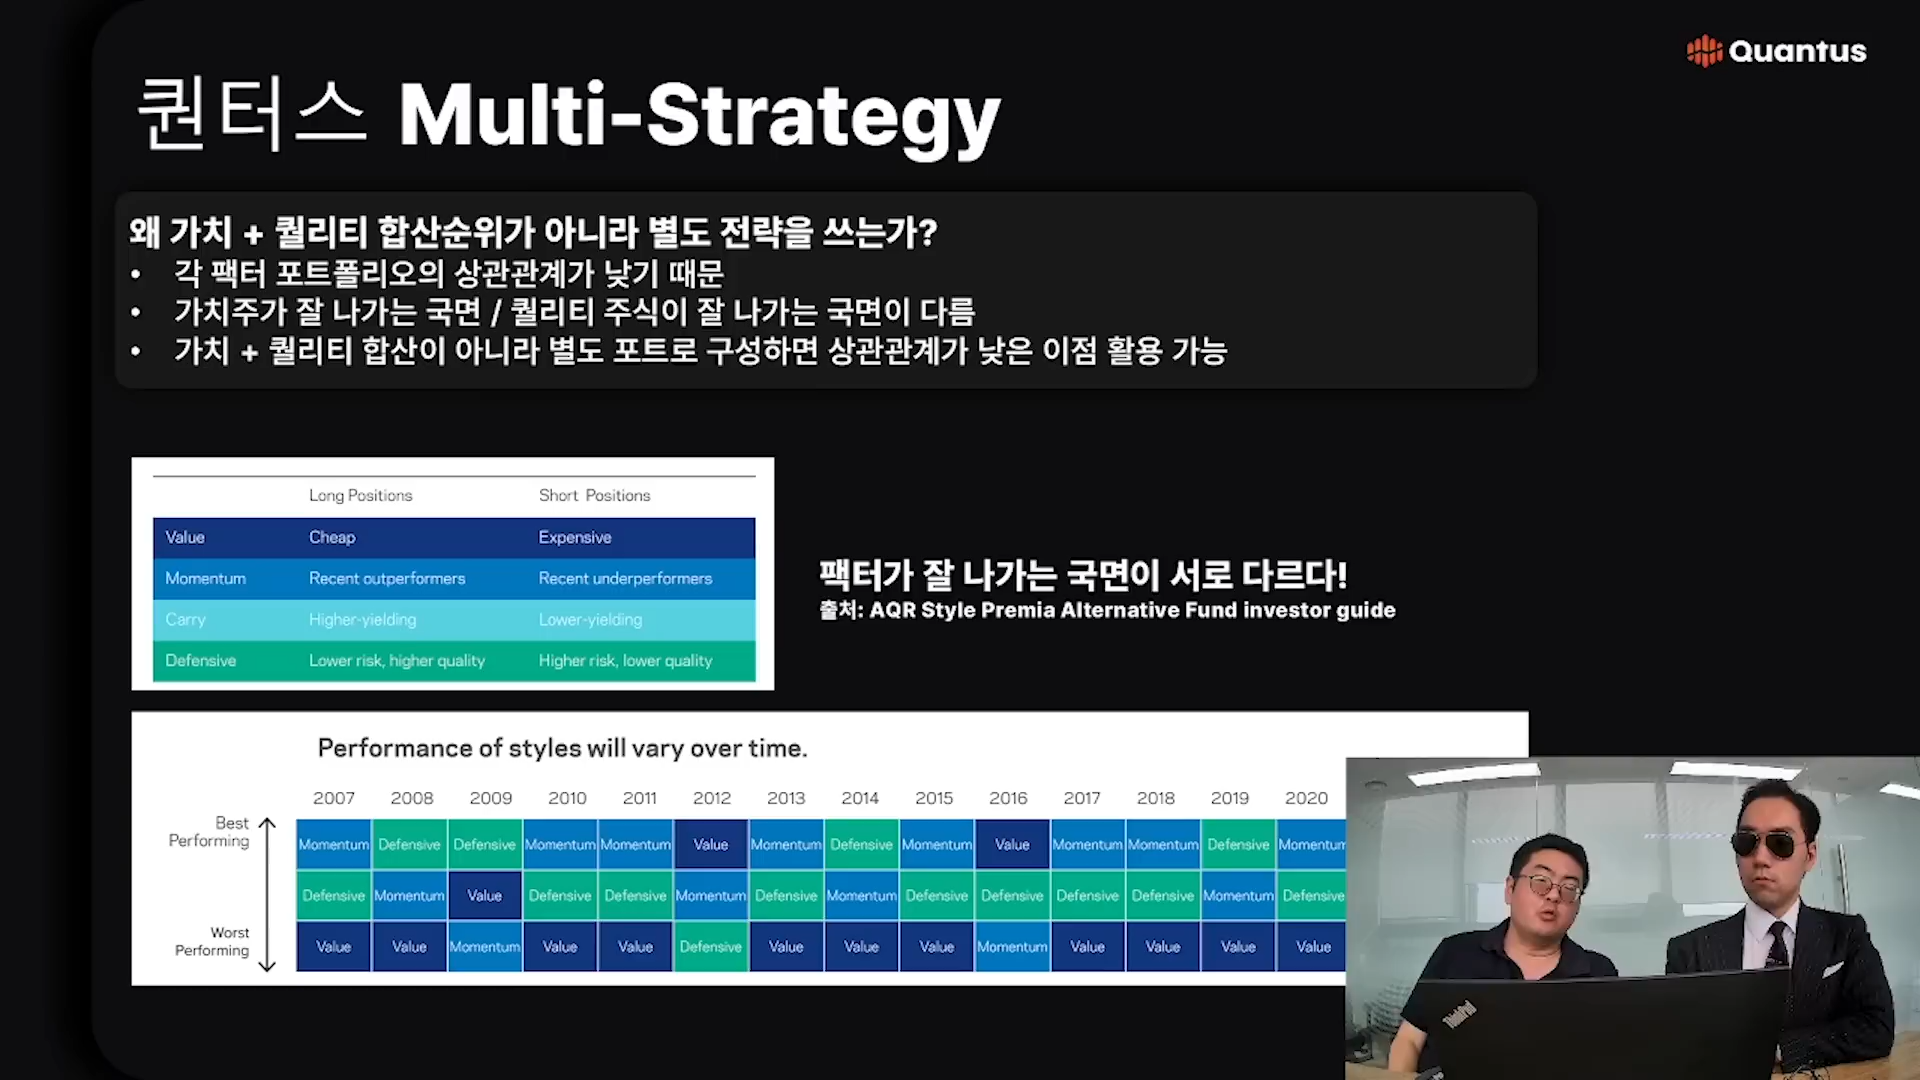 Quantus
퀀터스 Multi-Strategy
왜 가치 + 퀄리티 합산순위가 아니라 별도 전략을 쓰는가?
• 각 팩터 포트폴리오의 상관관계가 낮기 때문
• 가치주가 잘 나가는 국면 / 퀄리티 주식이 잘 나가는 국면이 다름
• 가치 + 퀄리티 합산이 아니라 별도 포트로 구성하면 상관관계가 낮은 이점 활용 가능
Long Positions Short Positions
Value Cheap Expensive
Momentum Recent outperformers Recent underperformers
Carry Higher-yielding Lower-yielding
Defensive Lower risk, higher quality Higher risk, lower quality
팩터가 잘 나가는 국면이 서로 다르다!
출처: AQR Style Premia Alternative Fund investor guide
Performance of styles will vary over time.
2007 2008 2009 2010 2011 2012 2013 2014 2015 2016 2017 2018 2019 2020
Best
Performing
Momentum Defensive Defensive Momentum Momentum Value Momentum Defensive Momentum Value Momentum Momentum Defensive Momentum
Defensive Momentum Value Defensive Defensive Momentum Defensive Momentum Defensive Defensive Defensive Defensive Momentum Defensive
Worst
Performing
Value Value Momentum Value Value Defensive Value Value Value Momentum Value Value Value Value
ThinkPad